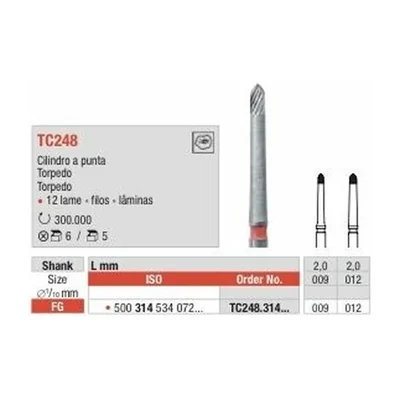 TC248
Cilindro a punta
Torpedo
Torpedo
• 12 lame • filos • lâminas
300.000
6 / 5
Shank L mm 2,0 2,0
Size ISO Order No. 009 012
Ø 1/10 mm
FG • 500 314 534 072... TC248.314... 009 012